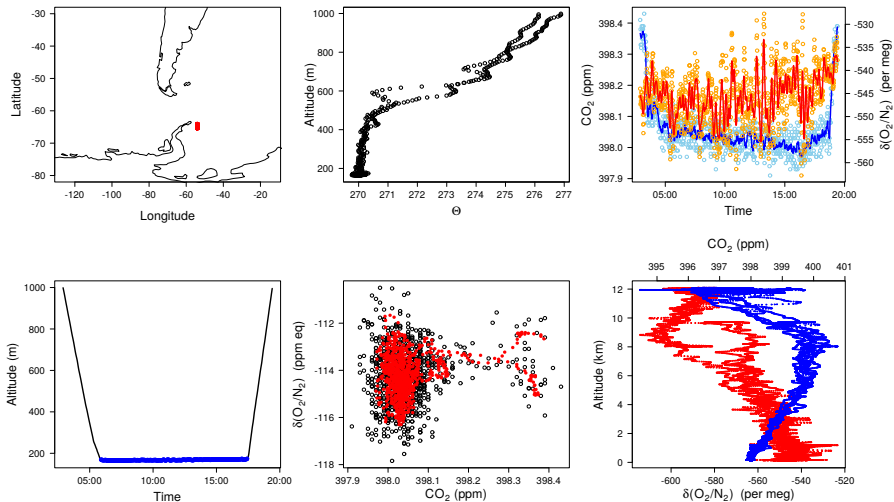 -30
-40
-50
-60
-70
-80
Latitude
-120 -100 -80 -60 -40 -20
Longitude
1000
800
600
400
200
Altitude (m)
270 271 272 273 274 275 276 277
Θ
398.4
398.3
398.2
398.1
398.0
397.9
CO2 (ppm)
-530
-535
-540
-545
-550
-555
-560
δ(O2/N2) (per meg)
03:00 10:00 15:00 20:00
Time
1000
800
600
400
200
Altitude (m)
05:00 10:00 15:00 20:00
Time
-112
-114
-116
-118
δ(O2/N2) (ppm eq)
397.9 398.0 398.1 398.2 398.3 398.4
CO2 (ppm)
CO2 (ppm)
395 396 397 398 399 400 401
12
10
8
6
4
2
0
Altitude (km)
-600 -580 -560 -540 -520
δ(O2/N2) (per meg)